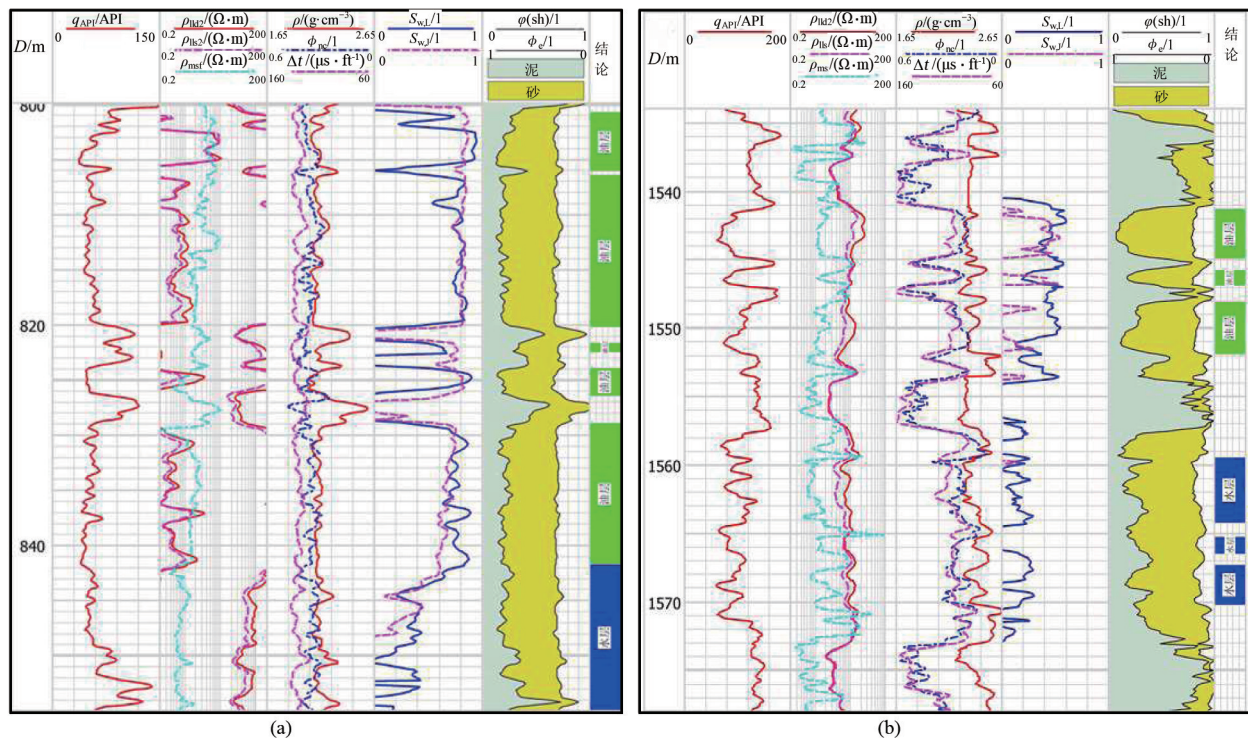 D/m
q_API/API
0 150
ρ_lld2/(Ω·m)
0.2 200
ρ_lls2/(Ω·m)
0.2 200
ρ_msf/(Ω·m)
0.2 200
ρ/(g·cm⁻³)
1.65 2.65
ϕ_nc/1
0.6 0
Δt/(μs·ft⁻¹)
160 60
S_w,L/1
0 1
S_w,J/1
0 1
φ(sh)/1
0 1
ϕ_e/1
1 0
泥
砂
结论
800
820
840
油层
油层
油层
油层
水层
(a)
D/m
q_API/API
0 200
ρ_lld2/(Ω·m)
0.2 200
ρ_lls/(Ω·m)
0.2 200
ρ_ms/(Ω·m)
0.2 200
ρ/(g·cm⁻³)
1.65 2.65
ϕ_nc/1
0.6 0
Δt/(μs·ft⁻¹)
160 60
S_w,L/1
0 1
S_w,J/1
0 1
φ(sh)/1
0 1
ϕ_e/1
1 0
泥
砂
结论
1540
1550
1560
1570
油层
油层
水层
水层
水层
(b)